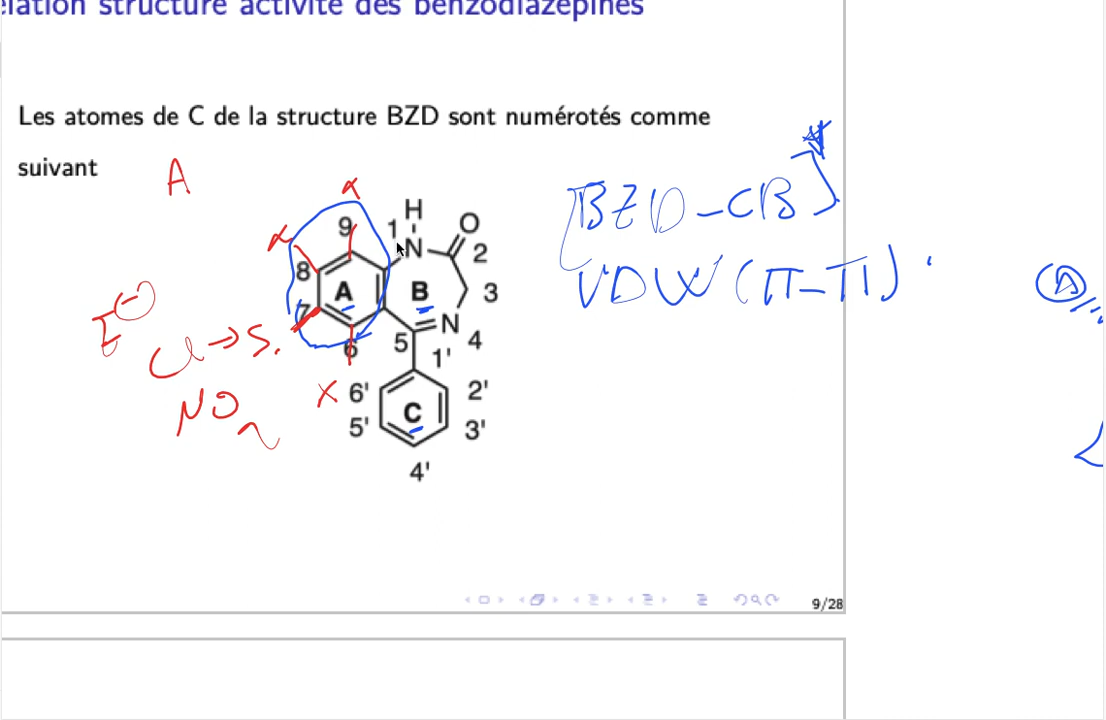 elation structure activité des benzodiazépines
Les atomes de C de la structure BZD sont numérotés comme
suivant
A
BZD-CB
VDW (π-π)
H
O
9
1
N
2
8
A
B
3
7
N
6
5
4
1'
Cl → S.
NO2
X
6'
2'
C
5'
3'
4'
A
9/28